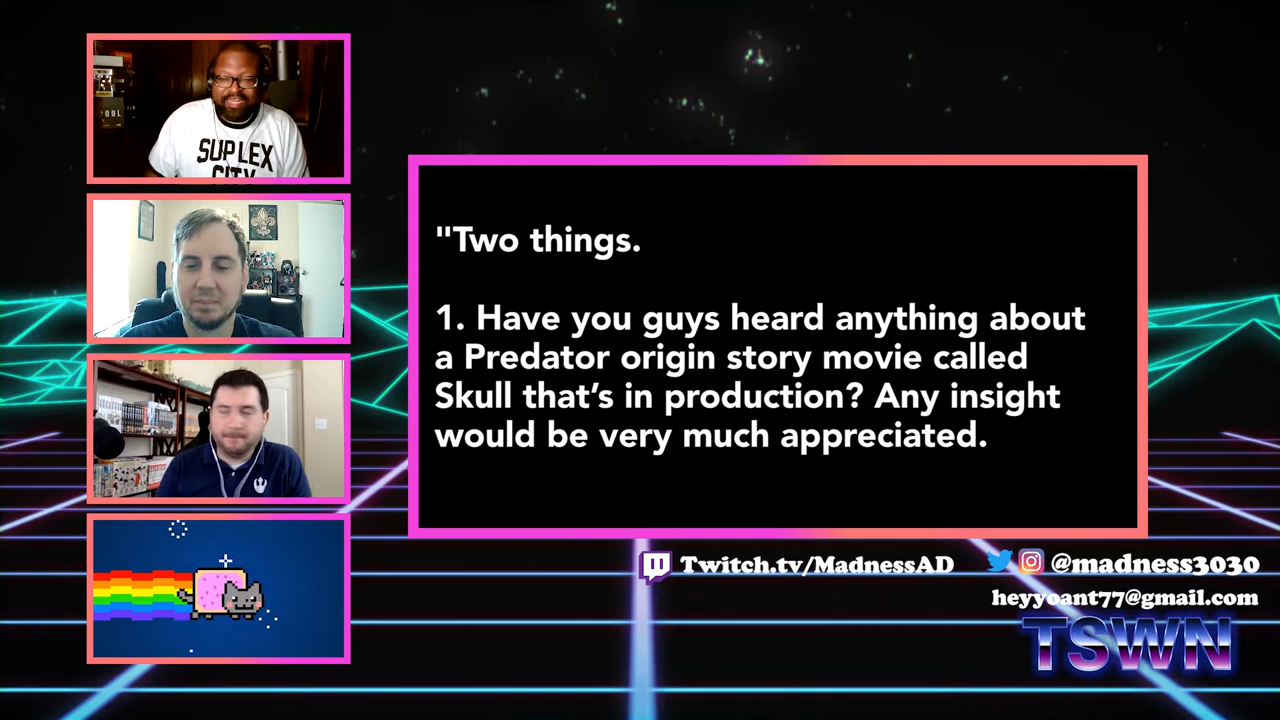 SUPLEX
CITY
POOL
"Two things.
1. Have you guys heard anything about
a Predator origin story movie called
Skull that’s in production? Any insight
would be very much appreciated.
Twitch.tv/MadnessAD
@madness3030
heyyoant77@gmail.com
TSWN